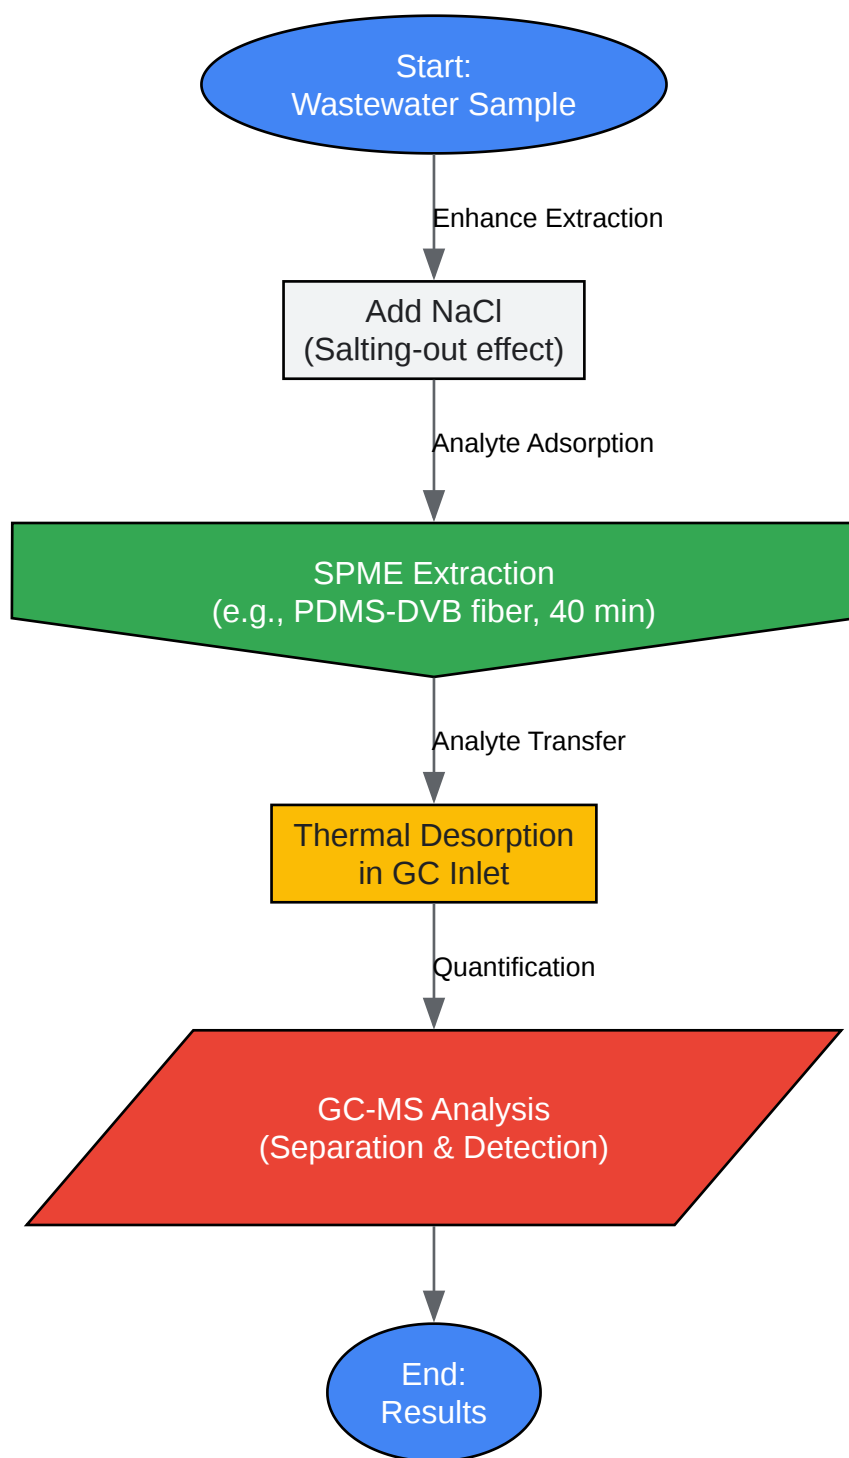 Start:
Wastewater Sample
Enhance Extraction
Add NaCl
(Salting-out effect)
Analyte Adsorption
SPME Extraction
(e.g., PDMS-DVB fiber, 40 min)
Analyte Transfer
Thermal Desorption
in GC Inlet
Quantification
GC-MS Analysis
(Separation & Detection)
End:
Results